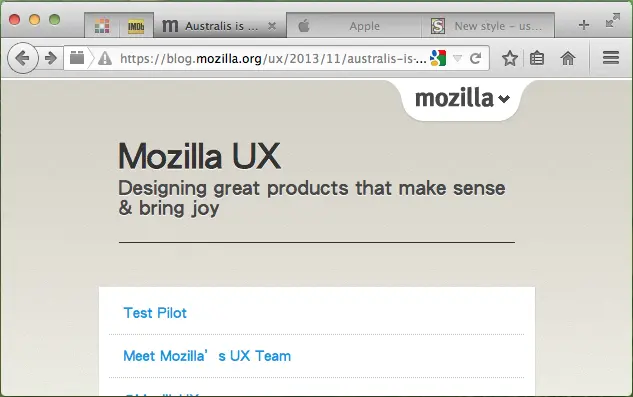 IMDb
Australis is ...
Apple
New style – us...
https://blog.mozilla.org/ux/2013/11/australis-is-...
mozilla
Mozilla UX
Designing great products that make sense
& bring joy
Test Pilot
Meet Mozilla’s UX Team